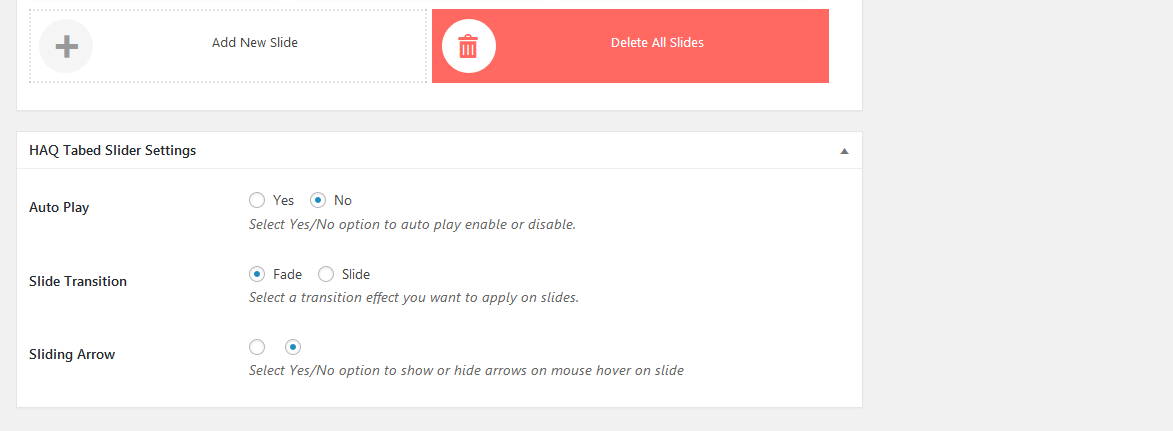 Add New Slide
Delete All Slides
HAQ Tabed Slider Settings
Auto Play
Yes No
Select Yes/No option to auto play enable or disable.
Slide Transition
Fade Slide
Select a transition effect you want to apply on slides.
Sliding Arrow
Select Yes/No option to show or hide arrows on mouse hover on slide